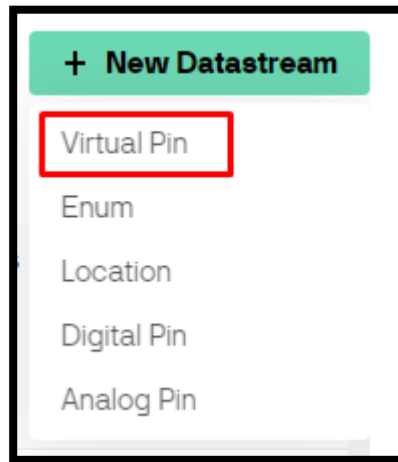 + New Datastream
Virtual Pin
Enum
Location
Digital Pin
Analog Pin